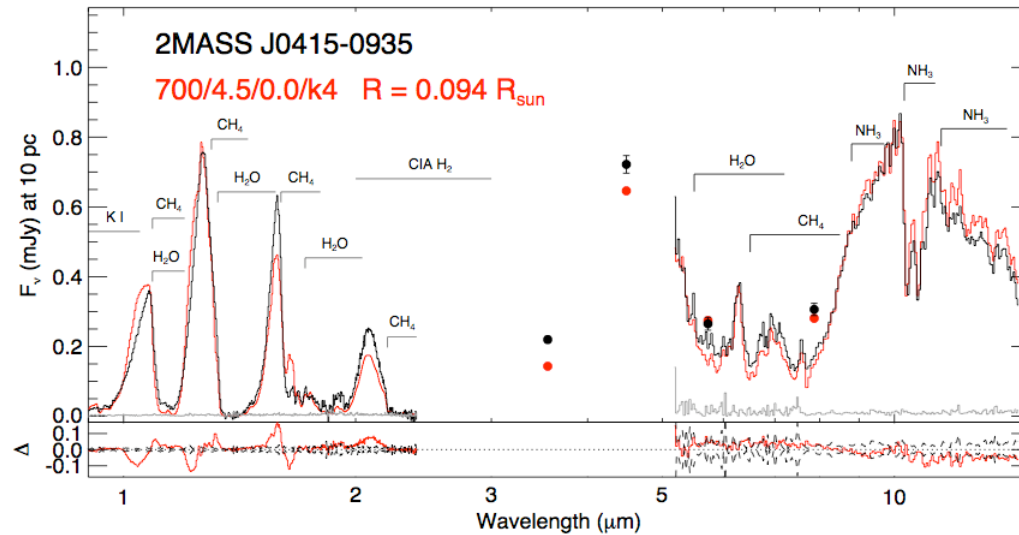 2MASS J0415-0935
700/4.5/0.0/k4 R = 0.094 Rsun
NH3
CH4
NH3
NH3
H2O
CH4
CIA H2
H2O
K I
CH4
H2O
CH4
H2O
CH4
Fν (mJy) at 10 pc
1.0
0.8
0.6
0.4
0.2
0.0
Δ
0.1
0.0
-0.1
1
2
3
5
10
Wavelength (μm)